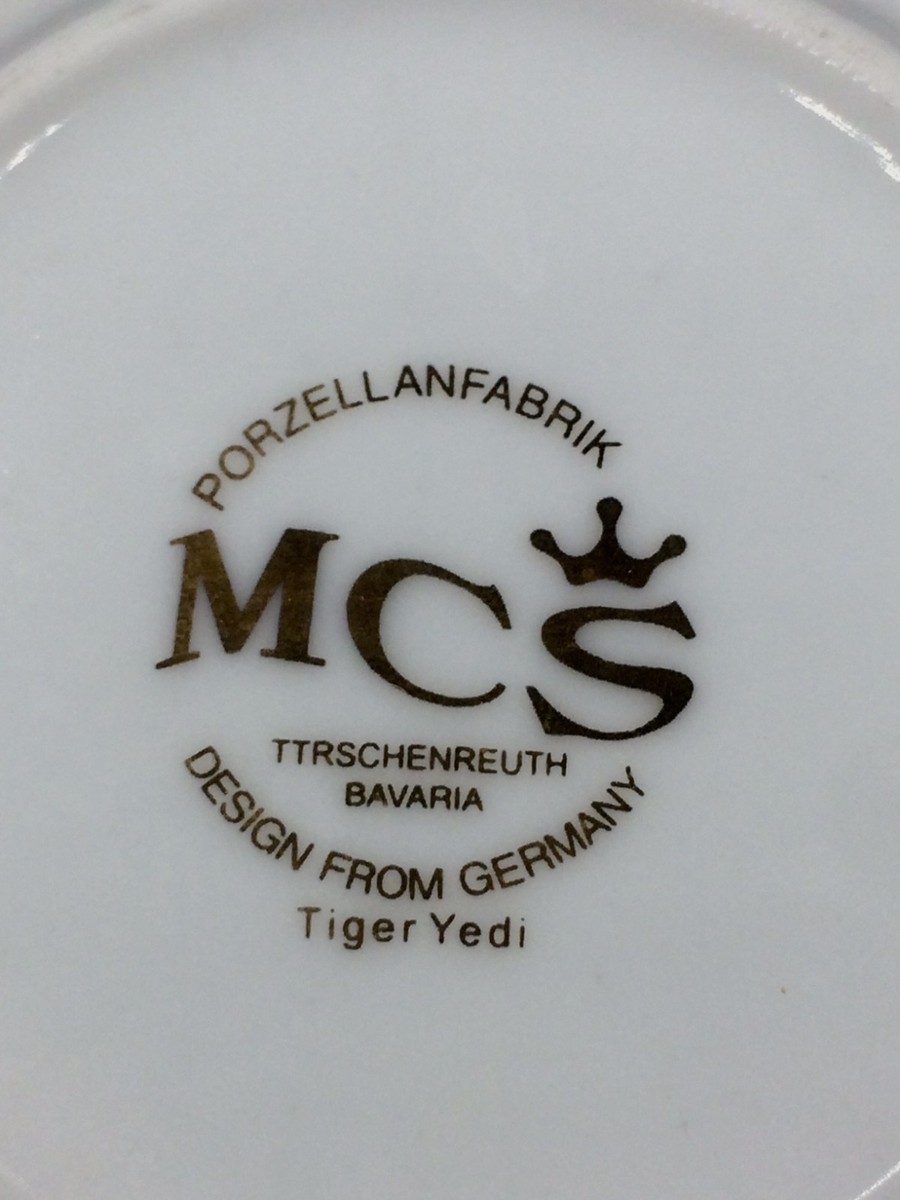 PORZELLANFABRIK
MCS
TTRSCHENREUTH
BAVARIA
DESIGN FROM GERMANY
Tiger Yedi